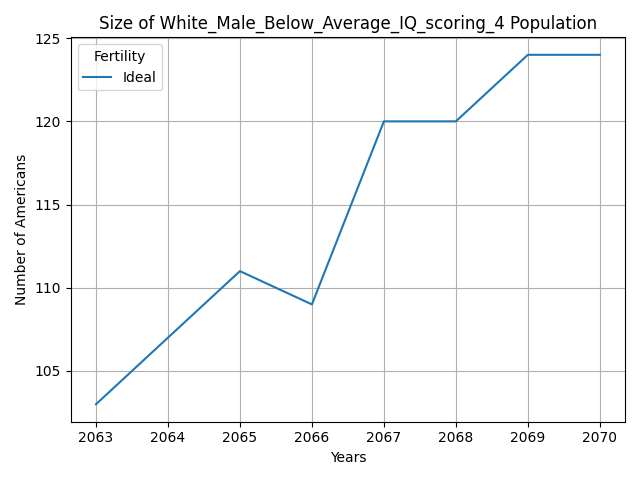 Size of White_Male_Below_Average_IQ_scoring_4 Population
125
120
115
110
105
Number of Americans
Fertility
Ideal
2063 2064 2065 2066 2067 2068 2069 2070
Years